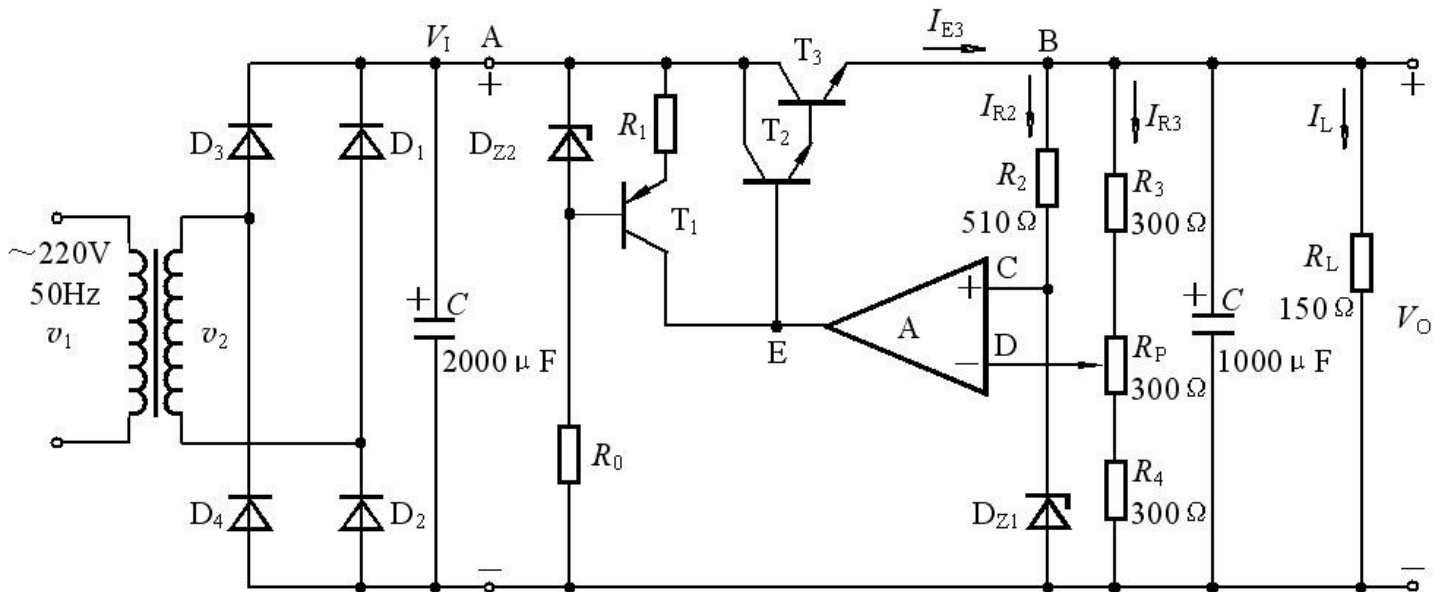 V_I A
I_E3
B
+
T_3
+
D_3
D_1
D_Z2
R_1
T_2
I_R2
I_R3
I_L
R_2
510 Ω
R_3
300 Ω
T_1
~220V
50Hz
v_1
v_2
+ C
2000 μ F
E
A
+
−
C
D
R_P
300 Ω
+ C
1000 μ F
R_L
150 Ω
V_O
R_0
R_4
300 Ω
D_4
D_2
D_Z1
−
−